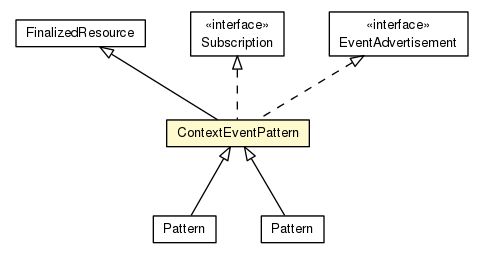 FinalizedResource
«interface»
Subscription
«interface»
EventAdvertisement
ContextEventPattern
Pattern
Pattern